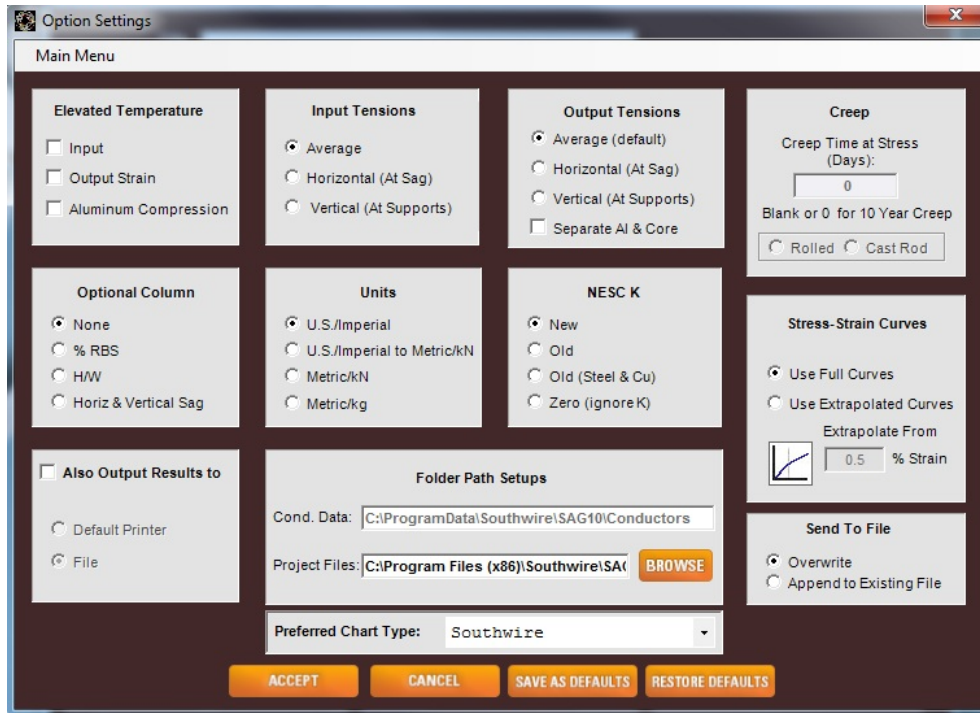 Option Settings
Main Menu
Elevated Temperature
Input
Output Strain
Aluminum Compression
Input Tensions
Average
Horizontal (At Sag)
Vertical (At Supports)
Output Tensions
Average (default)
Horizontal (At Sag)
Vertical (At Supports)
Separate Al & Core
Creep
Creep Time at Stress
(Days):
0
Blank or 0 for 10 Year Creep
Rolled
Cast Rod
Optional Column
None
% RBS
H/W
Horiz & Vertical Sag
Units
U.S./Imperial
U.S./Imperial to Metric/kN
Metric/kN
Metric/kg
NESC K
New
Old
Old (Steel & Cu)
Zero (ignore K)
Stress-Strain Curves
Use Full Curves
Use Extrapolated Curves
Extrapolate From
0.5 % Strain
Also Output Results to
Default Printer
File
Folder Path Setups
Cond. Data: C:\ProgramData\Southwire\SAG10\Conductors
Project Files: C:\Program Files (x86)\Southwire\SA
BROWSE
Send To File
Overwrite
Append to Existing File
Preferred Chart Type: Southwire
ACCEPT
CANCEL
SAVE AS DEFAULTS
RESTORE DEFAULTS